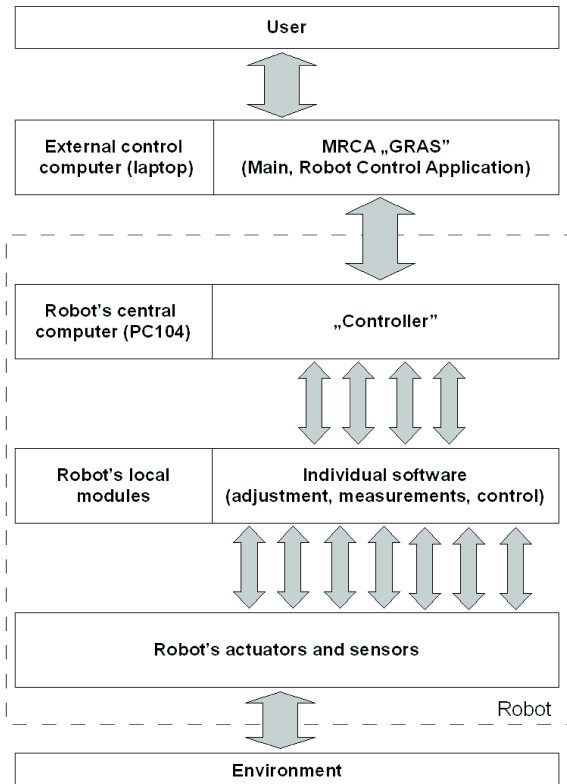 User
External control
computer (laptop)
MRCA „GRAS”
(Main, Robot Control Application)
Robot's central
computer (PC104)
„Controller”
Robot's local
modules
Individual software
(adjustment, measurements, control)
Robot's actuators and sensors
Robot
Environment